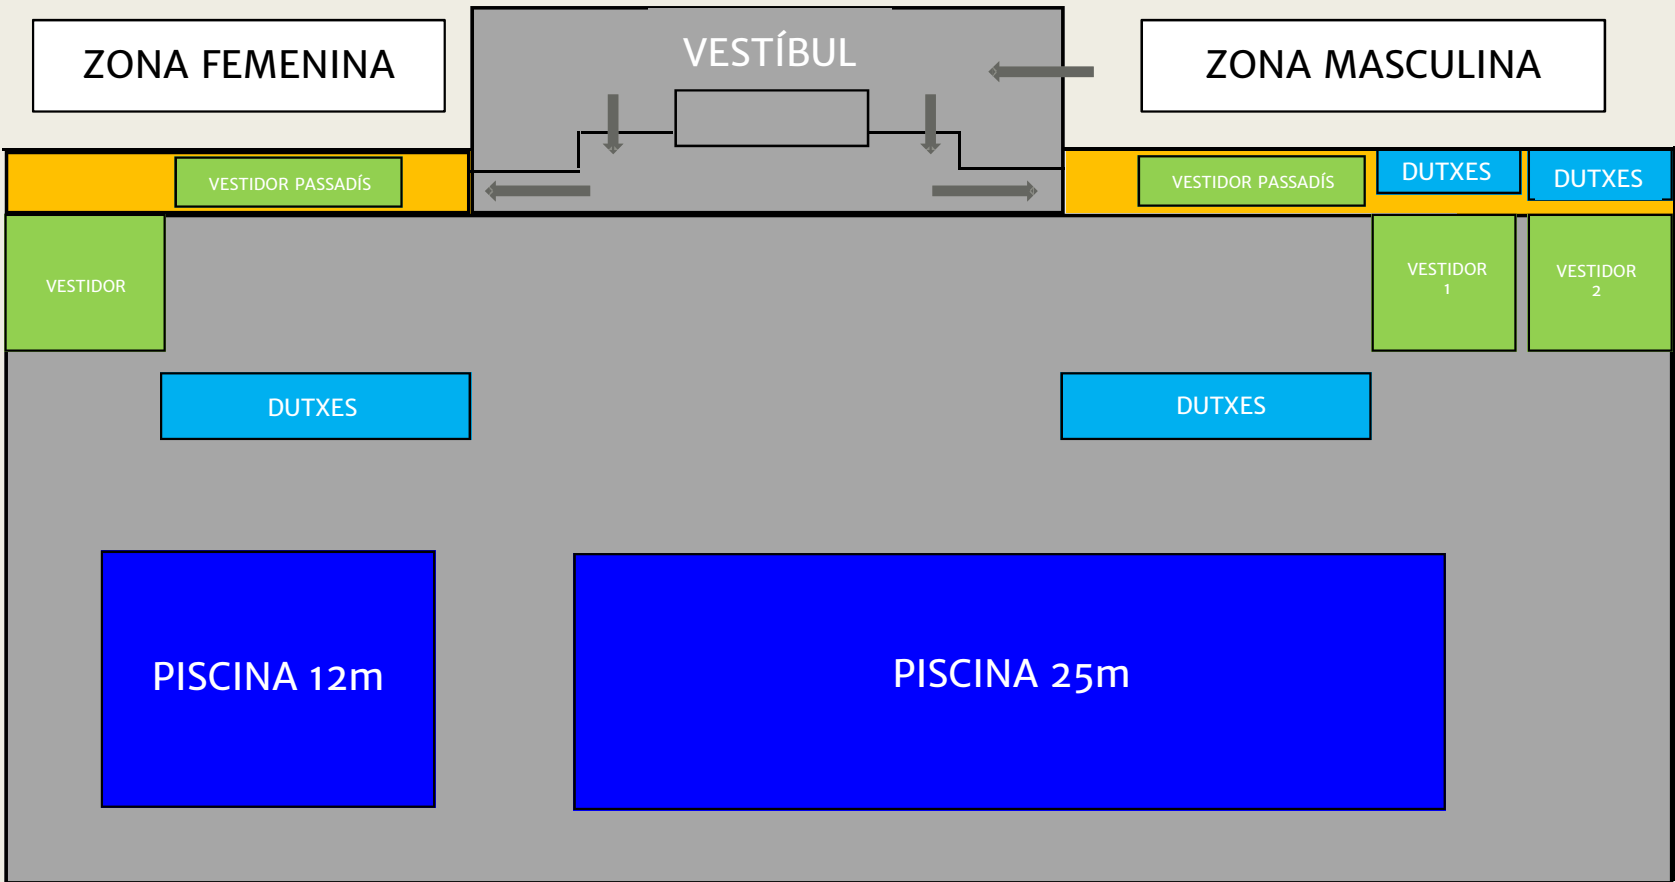 ZONA FEMENINA
VESTÍBUL
ZONA MASCULINA
VESTIDOR PASSADÍS
VESTIDOR PASSADÍS
DUTXES
DUTXES
VESTIDOR
VESTIDOR
1
VESTIDOR
2
DUTXES
DUTXES
PISCINA 12m
PISCINA 25m